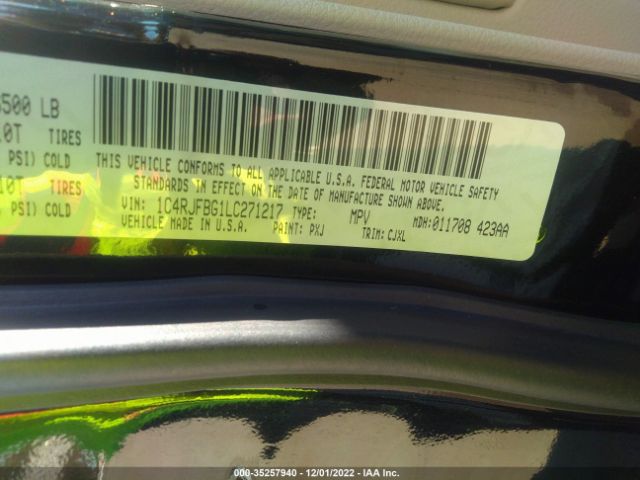 500 LB
TIRES
PSI) COLD
TIRES
PSI) COLD
THIS VEHICLE CONFORMS TO ALL APPLICABLE U.S.A. FEDERAL MOTOR VEHICLE SAFETY
STANDARDS IN EFFECT ON THE DATE OF MANUFACTURE SHOWN ABOVE.
VIN: 1C4RJFBG1LC271217 TYPE: MPV MDH:011708 423AA
VEHICLE MADE IN U.S.A. PAINT: PXJ TRIM: CJXL
000-35257940 - 12/01/2022 - IAA Inc.